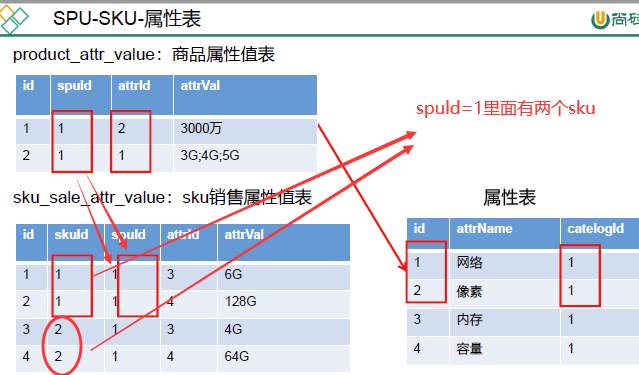 SPU-SKU-属性表
尚硅
product_attr_value：商品属性值表
id spuId attrId attrVal
1 1 2 3000万
2 1 1 3G;4G;5G
spuId=1里面有两个sku
sku_sale_attr_value：sku销售属性值表
id skuId spuId attrId attrVal
1 1 1 3 6G
2 1 1 4 128G
3 2 1 3 4G
4 2 1 4 64G
属性表
id attrName catelogId
1 网络 1
2 像素 1
3 内存 1
4 容量 1